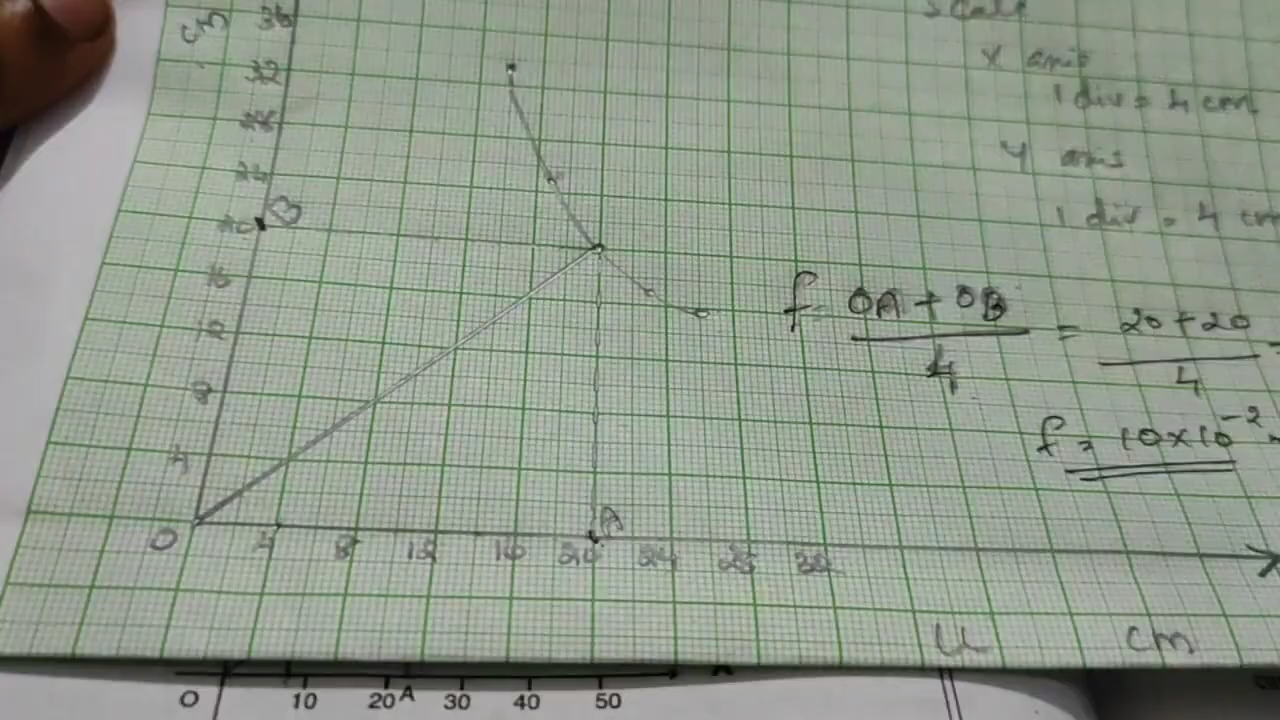 Scale
X axis
1 div = 4 cm
Y axis
1 div = 4 cm
cm 36
32
28
24
20 B
16
12
8
4
O 4 8 12 16 20 A 24 28 32
f = OA + OB / 4 = 20 + 20 / 4
f = 10 x 10⁻²
u cm
O 10 20 A 30 40 50